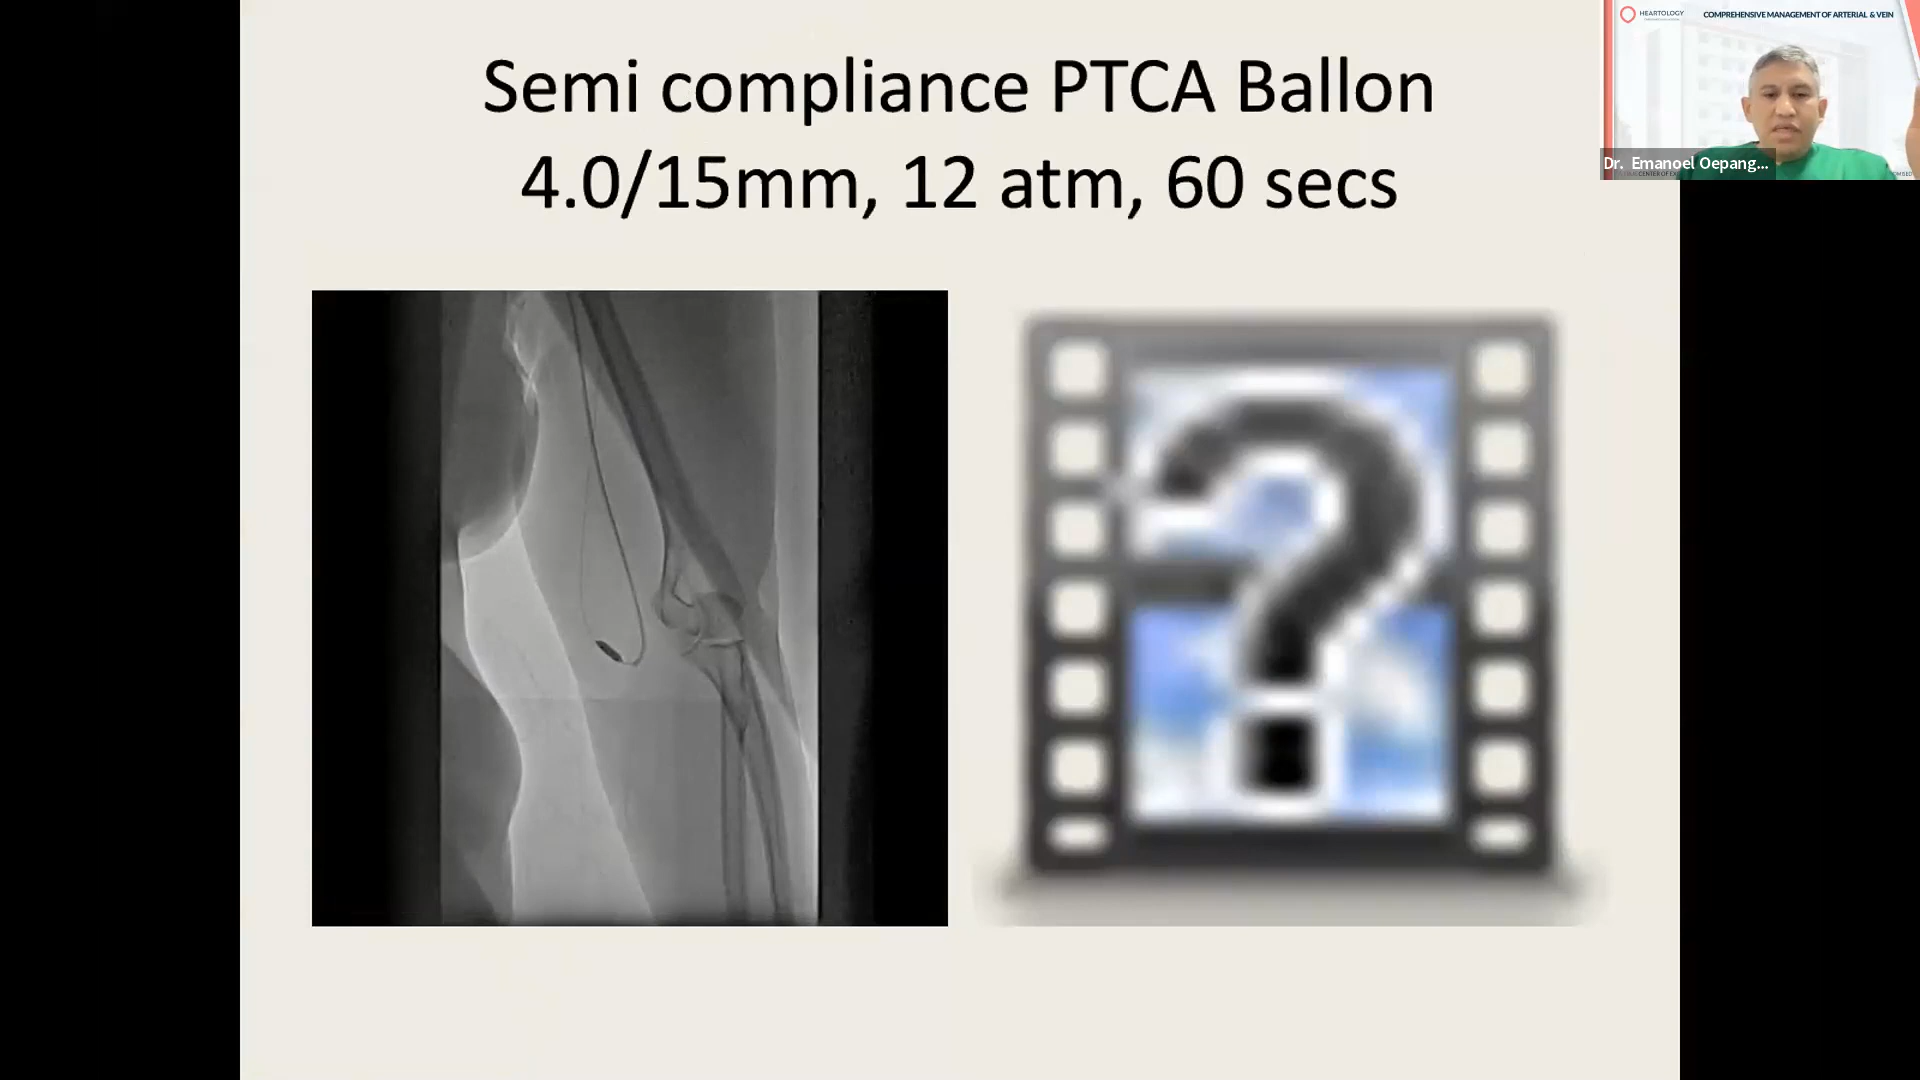 Semi compliance PTCA Ballon
4.0/15mm, 12 atm, 60 secs
HEARTOLOGY
COMPREHENSIVE MANAGEMENT OF ARTERIAL & VEIN
Dr. Emanoel Oepang...